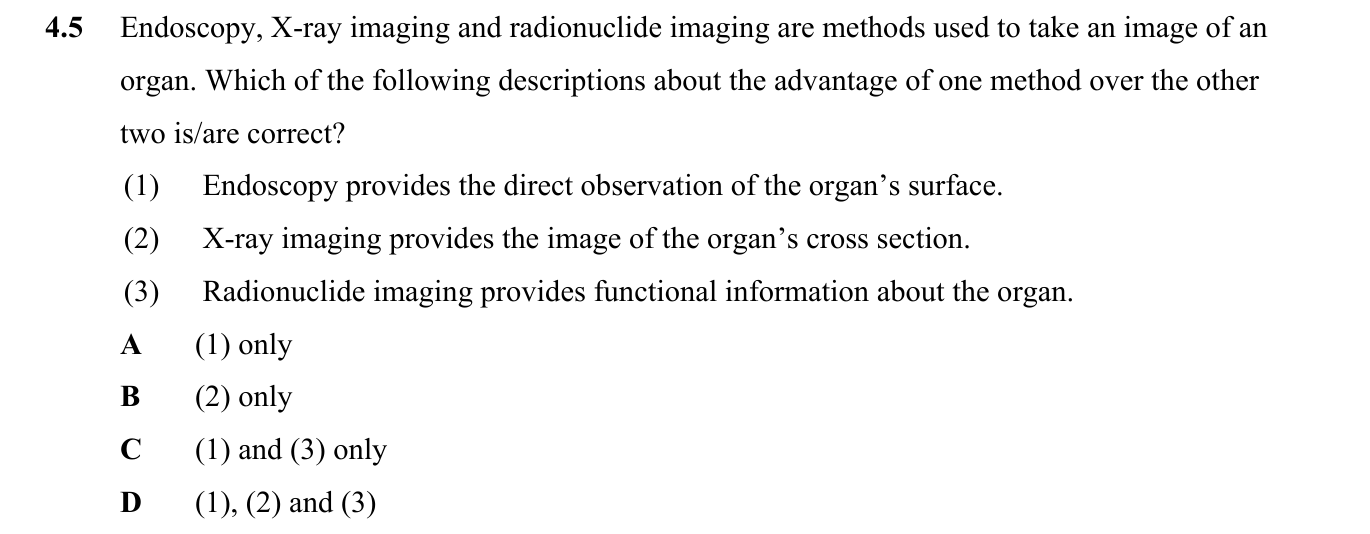 4.5 Endoscopy, X-ray imaging and radionuclide imaging are methods used to take an image of an
organ. Which of the following descriptions about the advantage of one method over the other
two is/are correct?
(1) Endoscopy provides the direct observation of the organ’s surface.
(2) X-ray imaging provides the image of the organ’s cross section.
(3) Radionuclide imaging provides functional information about the organ.
A (1) only
B (2) only
C (1) and (3) only
D (1), (2) and (3)